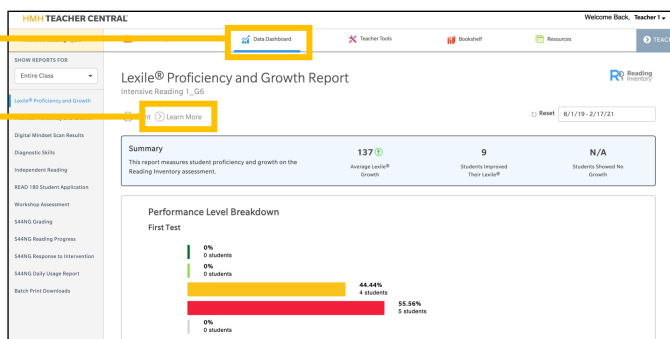 HMH TEACHER CENTRAL
Welcome Back, Teacher 1
Data Dashboard
Teacher Tools
Bookshelf
Resources
SHOW REPORTS FOR
Entire Class
Lexile® Proficiency and Growth
Digital Mindset Scan Results
Diagnostic Skills
Independent Reading
READ 180 Student Application
Workshop Assessment
S44NG Grading
S44NG Reading Progress
S44NG Response to Intervention
S44NG Daily Usage Report
Batch Print Downloads
Lexile® Proficiency and Growth Report
Intensive Reading 1_G6
Reading
Inventory
Learn More
Reset
8/1/19 - 2/17/21
Summary
This report measures student proficiency and growth on the
Reading Inventory assessment.
137
Average Lexile®
Growth
9
Students Improved
Their Lexile®
N/A
Students Showed No
Growth
Performance Level Breakdown
First Test
0%
0 students
0%
0 students
44.44%
4 students
55.56%
5 students
0%
0 students